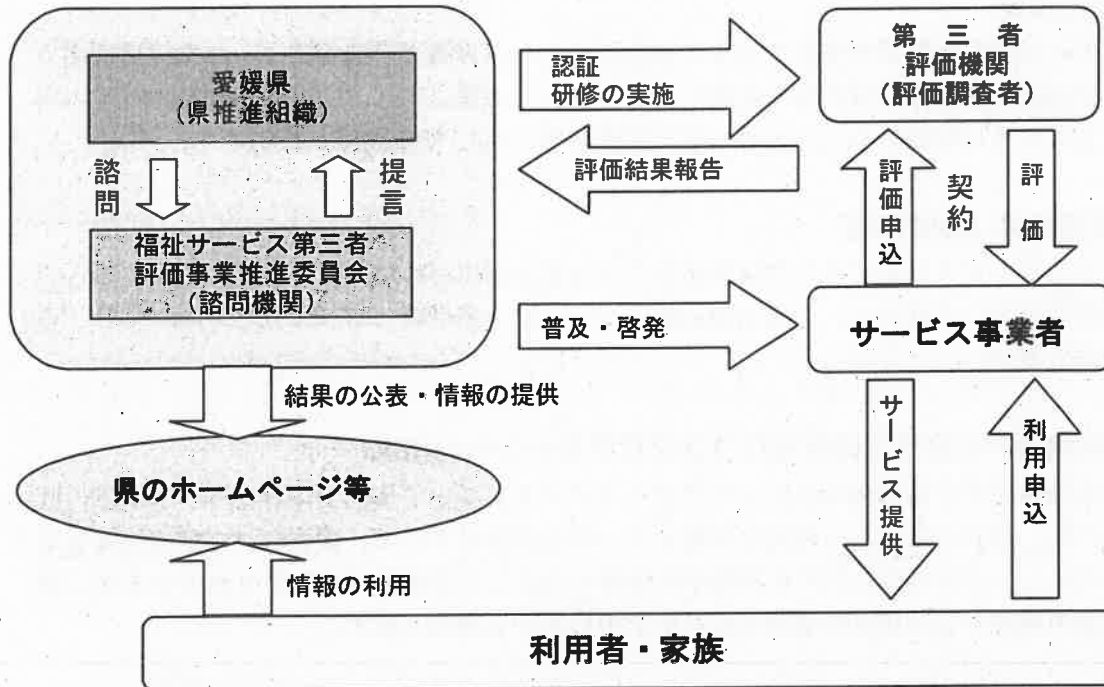 愛媛県
(県推進組織)
諮問
提言
福祉サービス第三者
評価事業推進委員会
(諮問機関)
認証
研修の実施
評価結果報告
普及・啓発
第三者
評価機関
(評価調査者)
評価申込
契約
評価
サービス事業者
結果の公表・情報の提供
県のホームページ等
情報の利用
サービス提供
利用申込
利用者・家族